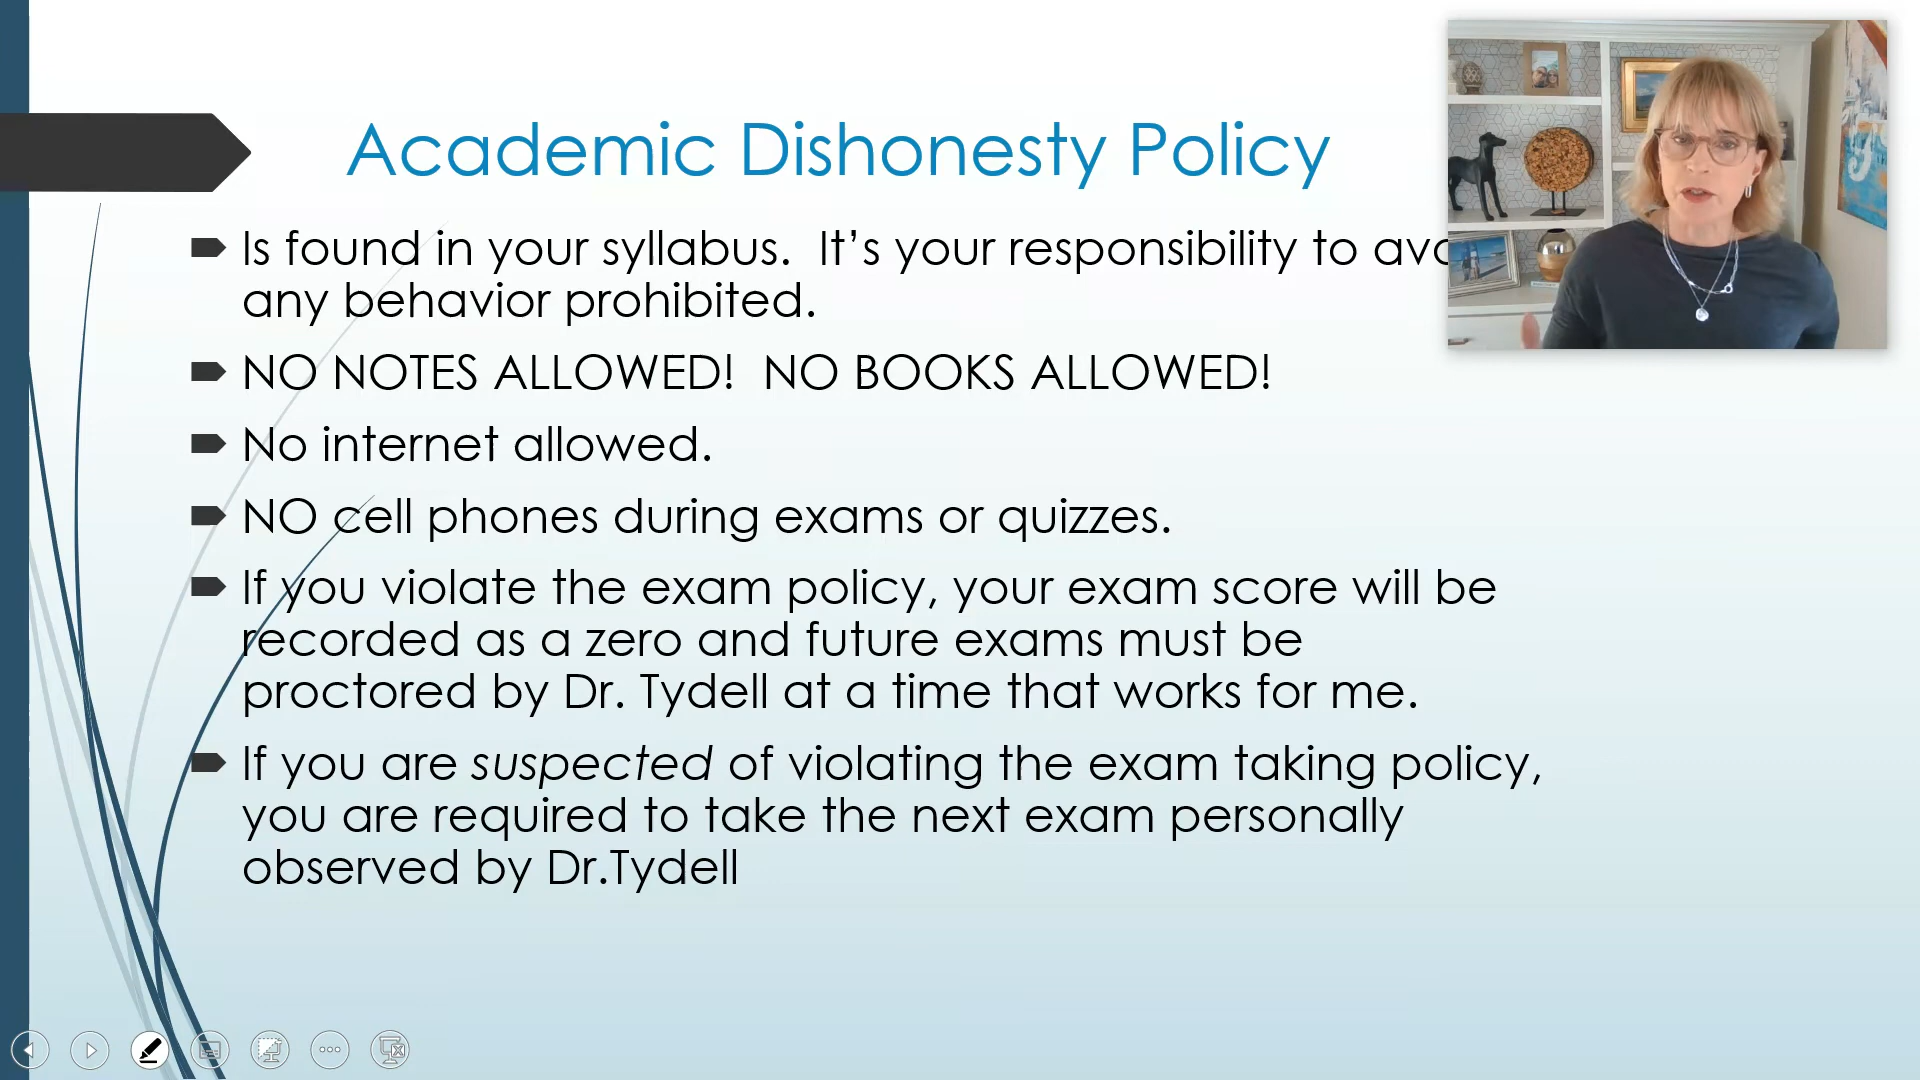 Academic Dishonesty Policy
Is found in your syllabus.  It’s your responsibility to
any behavior prohibited.
NO NOTES ALLOWED!  NO BOOKS ALLOWED!
No internet allowed.
NO cell phones during exams or quizzes.
If you violate the exam policy, your exam score will be
recorded as a zero and future exams must be
proctored by Dr. Tydell at a time that works for me.
If you are suspected of violating the exam taking policy,
you are required to take the next exam personally
observed by Dr.Tydell